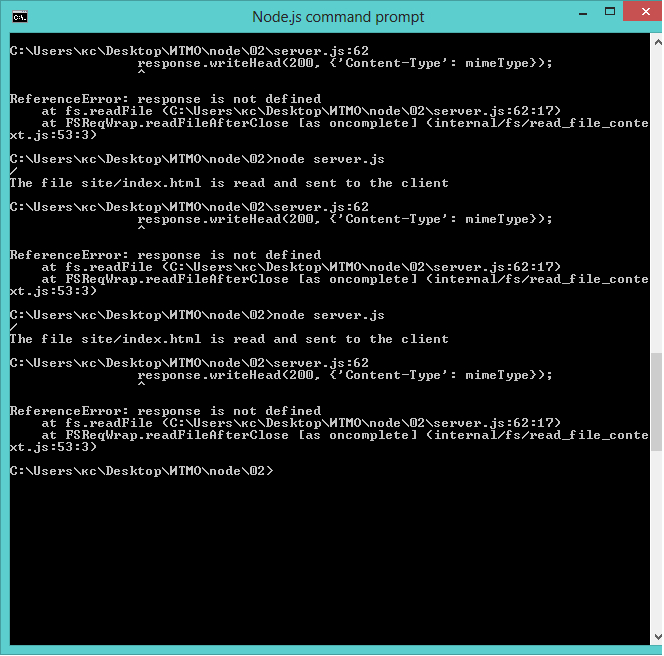 Node.js command prompt
C:\Users\кс\Desktop\ИТМО\node\02\server.js:62
response.writeHead(200, {'Content-Type': mimeType});
^
ReferenceError: response is not defined
at fs.readFile (C:\Users\кс\Desktop\ИТМО\node\02\server.js:62:17)
at FSReqWrap.readFileAfterClose [as oncomplete] (internal/fs/read_file_conte
xt.js:53:3)
C:\Users\кс\Desktop\ИТМО\node\02>node server.js
/
The file site/index.html is read and sent to the client
C:\Users\кс\Desktop\ИТМО\node\02\server.js:62
response.writeHead(200, {'Content-Type': mimeType});
^
ReferenceError: response is not defined
at fs.readFile (C:\Users\кс\Desktop\ИТМО\node\02\server.js:62:17)
at FSReqWrap.readFileAfterClose [as oncomplete] (internal/fs/read_file_conte
xt.js:53:3)
C:\Users\кс\Desktop\ИТМО\node\02>node server.js
/
The file site/index.html is read and sent to the client
C:\Users\кс\Desktop\ИТМО\node\02\server.js:62
response.writeHead(200, {'Content-Type': mimeType});
^
ReferenceError: response is not defined
at fs.readFile (C:\Users\кс\Desktop\ИТМО\node\02\server.js:62:17)
at FSReqWrap.readFileAfterClose [as oncomplete] (internal/fs/read_file_conte
xt.js:53:3)
C:\Users\кс\Desktop\ИТМО\node\02>